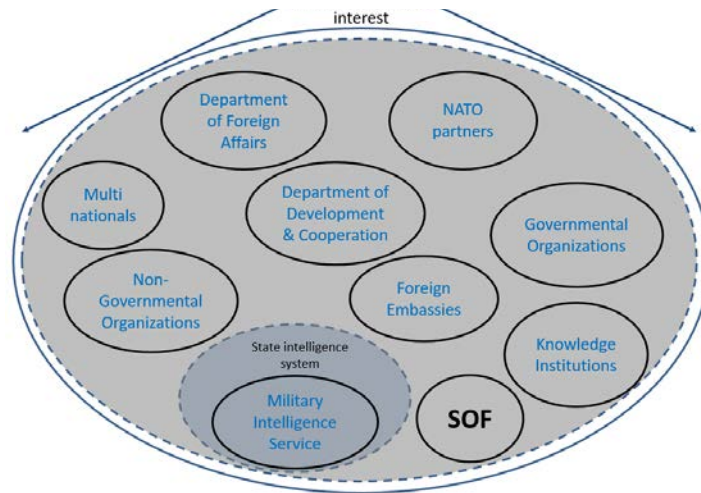 interest
Department
of Foreign
Affairs
NATO
partners
Multi
nationals
Department of
Development
& Cooperation
Governmental
Organizations
Non-
Governmental
Organizations
Foreign
Embassies
Knowledge
Institutions
State intelligence
system
Military
Intelligence
Service
SOF